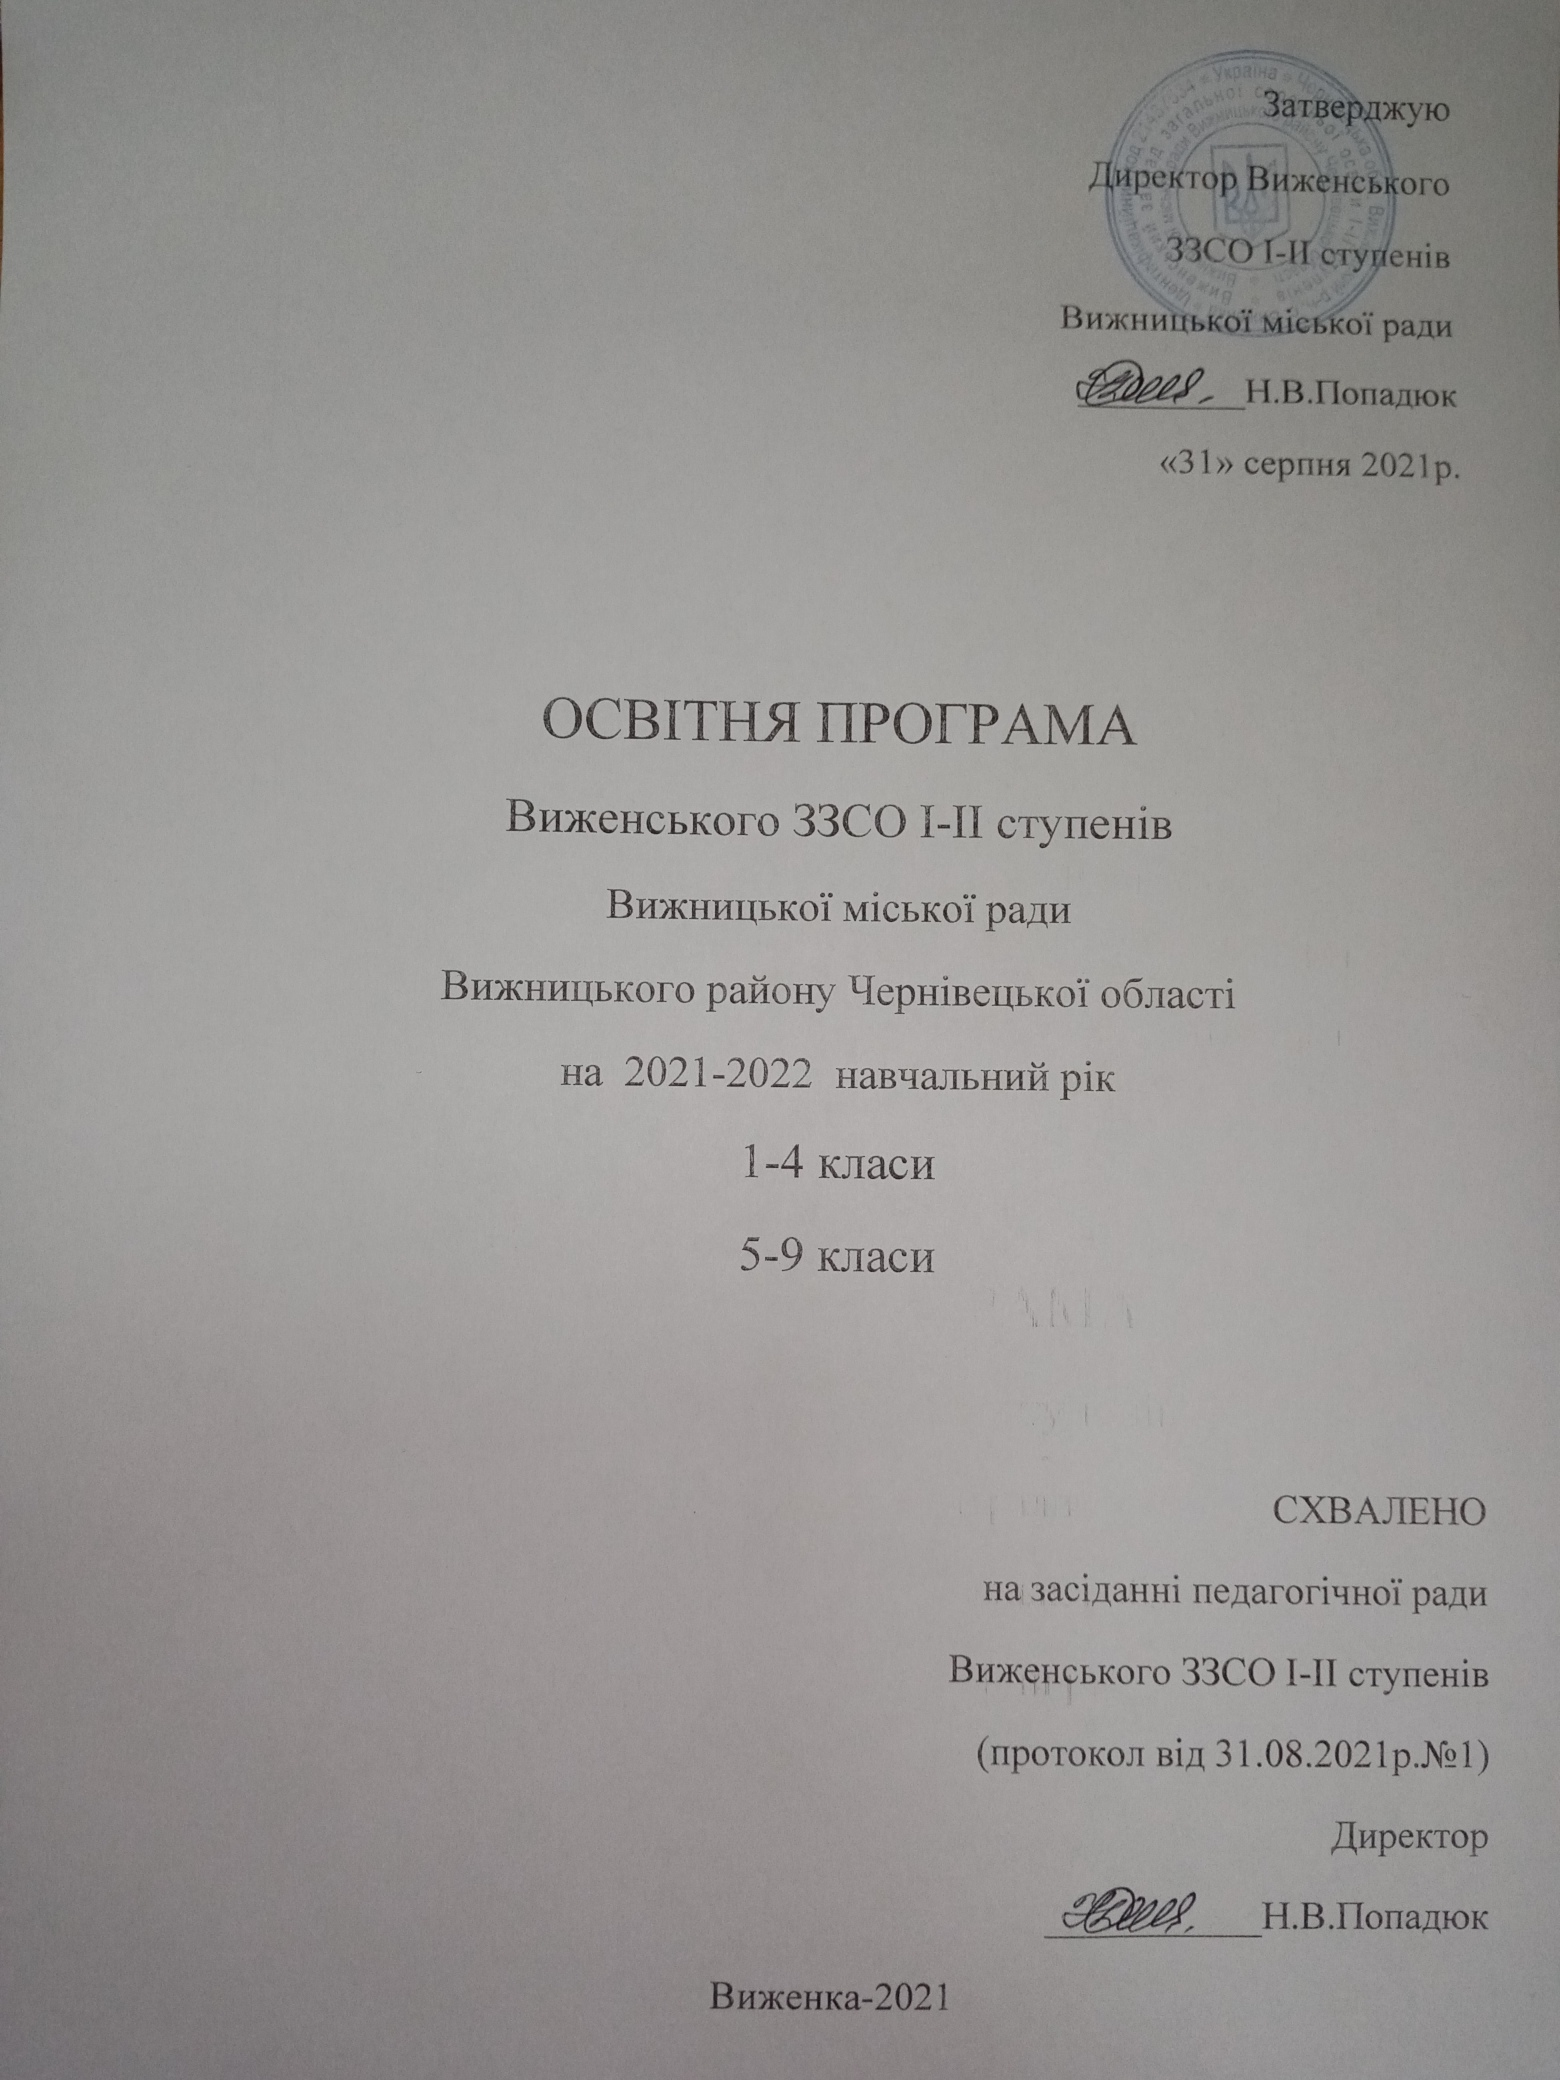 Затверджую
Директор Виженського
ЗЗСО І-ІІ ступенів
Вижницької міської ради
Н.В.Попадюк
«31» серпня 2021р.
ОСВІТНЯ ПРОГРАМА
Виженського ЗЗСО І-ІІ ступенів
Вижницької міської ради
Вижницького району Чернівецької області
на 2021-2022 навчальний рік
1-4 класи
5-9 класи
СХВАЛЕНО
на засіданні педагогічної ради
Виженського ЗЗСО І-ІІ ступенів
(протокол від 31.08.2021р.№1)
Директор
Н.В.Попадюк
Виженка-2021